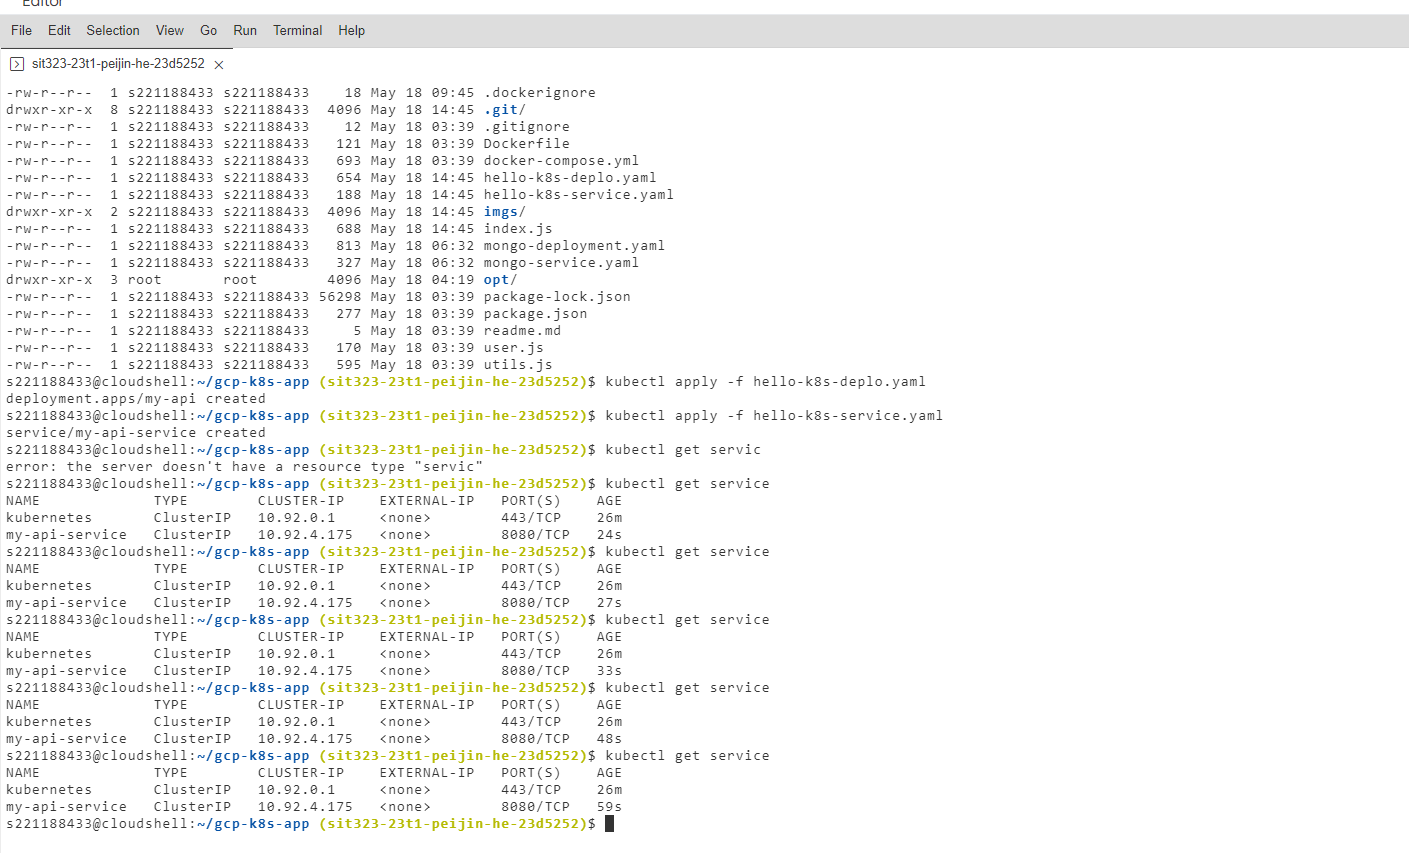 Editor
File Edit Selection View Go Run Terminal Help
sit323-23t1-peijin-he-23d5252
-rw-r--r--  1 s221188433 s221188433    18 May 18 09:45 .dockerignore
drwxr-xr-x  8 s221188433 s221188433  4096 May 18 14:45 .git/
-rw-r--r--  1 s221188433 s221188433    12 May 18 03:39 .gitignore
-rw-r--r--  1 s221188433 s221188433   121 May 18 03:39 Dockerfile
-rw-r--r--  1 s221188433 s221188433   693 May 18 03:39 docker-compose.yml
-rw-r--r--  1 s221188433 s221188433   654 May 18 14:45 hello-k8s-deplo.yaml
-rw-r--r--  1 s221188433 s221188433   188 May 18 14:45 hello-k8s-service.yaml
drwxr-xr-x  2 s221188433 s221188433  4096 May 18 14:45 imgs/
-rw-r--r--  1 s221188433 s221188433   688 May 18 14:45 index.js
-rw-r--r--  1 s221188433 s221188433   813 May 18 06:32 mongo-deployment.yaml
-rw-r--r--  1 s221188433 s221188433   327 May 18 06:32 mongo-service.yaml
drwxr-xr-x  3 root       root        4096 May 18 04:19 opt/
-rw-r--r--  1 s221188433 s221188433 56298 May 18 03:39 package-lock.json
-rw-r--r--  1 s221188433 s221188433   277 May 18 03:39 package.json
-rw-r--r--  1 s221188433 s221188433     5 May 18 03:39 readme.md
-rw-r--r--  1 s221188433 s221188433   170 May 18 03:39 user.js
-rw-r--r--  1 s221188433 s221188433   595 May 18 03:39 utils.js
s221188433@cloudshell:~/gcp-k8s-app (sit323-23t1-peijin-he-23d5252)$ kubectl apply -f hello-k8s-deplo.yaml
deployment.apps/my-api created
s221188433@cloudshell:~/gcp-k8s-app (sit323-23t1-peijin-he-23d5252)$ kubectl apply -f hello-k8s-service.yaml
service/my-api-service created
s221188433@cloudshell:~/gcp-k8s-app (sit323-23t1-peijin-he-23d5252)$ kubectl get servic
error: the server doesn't have a resource type "servic"
s221188433@cloudshell:~/gcp-k8s-app (sit323-23t1-peijin-he-23d5252)$ kubectl get service
NAME             TYPE        CLUSTER-IP    EXTERNAL-IP   PORT(S)    AGE
kubernetes       ClusterIP   10.92.0.1     <none>        443/TCP    26m
my-api-service   ClusterIP   10.92.4.175   <none>        8080/TCP   24s
s221188433@cloudshell:~/gcp-k8s-app (sit323-23t1-peijin-he-23d5252)$ kubectl get service
NAME             TYPE        CLUSTER-IP    EXTERNAL-IP   PORT(S)    AGE
kubernetes       ClusterIP   10.92.0.1     <none>        443/TCP    26m
my-api-service   ClusterIP   10.92.4.175   <none>        8080/TCP   27s
s221188433@cloudshell:~/gcp-k8s-app (sit323-23t1-peijin-he-23d5252)$ kubectl get service
NAME             TYPE        CLUSTER-IP    EXTERNAL-IP   PORT(S)    AGE
kubernetes       ClusterIP   10.92.0.1     <none>        443/TCP    26m
my-api-service   ClusterIP   10.92.4.175   <none>        8080/TCP   33s
s221188433@cloudshell:~/gcp-k8s-app (sit323-23t1-peijin-he-23d5252)$ kubectl get service
NAME             TYPE        CLUSTER-IP    EXTERNAL-IP   PORT(S)    AGE
kubernetes       ClusterIP   10.92.0.1     <none>        443/TCP    26m
my-api-service   ClusterIP   10.92.4.175   <none>        8080/TCP   48s
s221188433@cloudshell:~/gcp-k8s-app (sit323-23t1-peijin-he-23d5252)$ kubectl get service
NAME             TYPE        CLUSTER-IP    EXTERNAL-IP   PORT(S)    AGE
kubernetes       ClusterIP   10.92.0.1     <none>        443/TCP    26m
my-api-service   ClusterIP   10.92.4.175   <none>        8080/TCP   59s
s221188433@cloudshell:~/gcp-k8s-app (sit323-23t1-peijin-he-23d5252)$